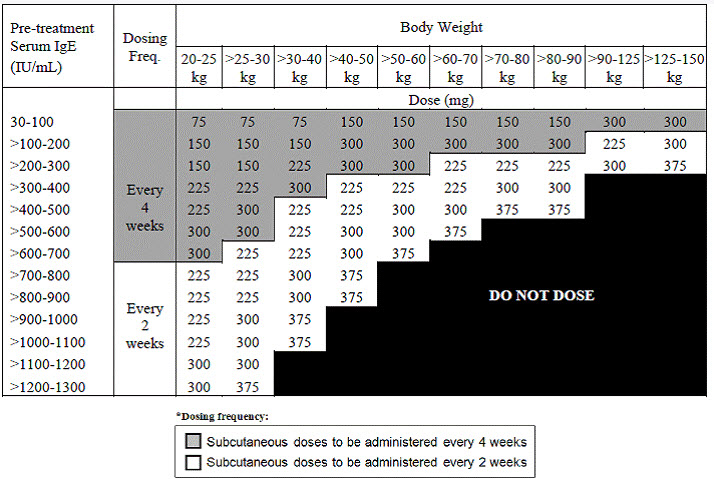 Pre-treatment Serum IgE (IU/mL) Dosing Freq. Body Weight
20-25 kg >25-30 kg >30-40 kg >40-50 kg >50-60 kg >60-70 kg >70-80 kg >80-90 kg >90-125 kg >125-150 kg
Dose (mg)
30-100 75 75 75 150 150 150 150 150 300 300
>100-200 150 150 150 300 300 300 300 300 225 300
>200-300 150 150 225 300 300 225 225 225 300 375
>300-400 225 225 300 225 225 225 300 300
>400-500 225 300 225 225 300 300 375 375
>500-600 300 300 225 300 300 375
>600-700 300 225 225 300 375
Every 4 weeks
>700-800 225 225 300 375
>800-900 225 225 300 375
>900-1000 225 300 375
>1000-1100 225 300 375
>1100-1200 300 300
>1200-1300 300 375
Every 2 weeks
DO NOT DOSE
*Dosing frequency:
Subcutaneous doses to be administered every 4 weeks
Subcutaneous doses to be administered every 2 weeks